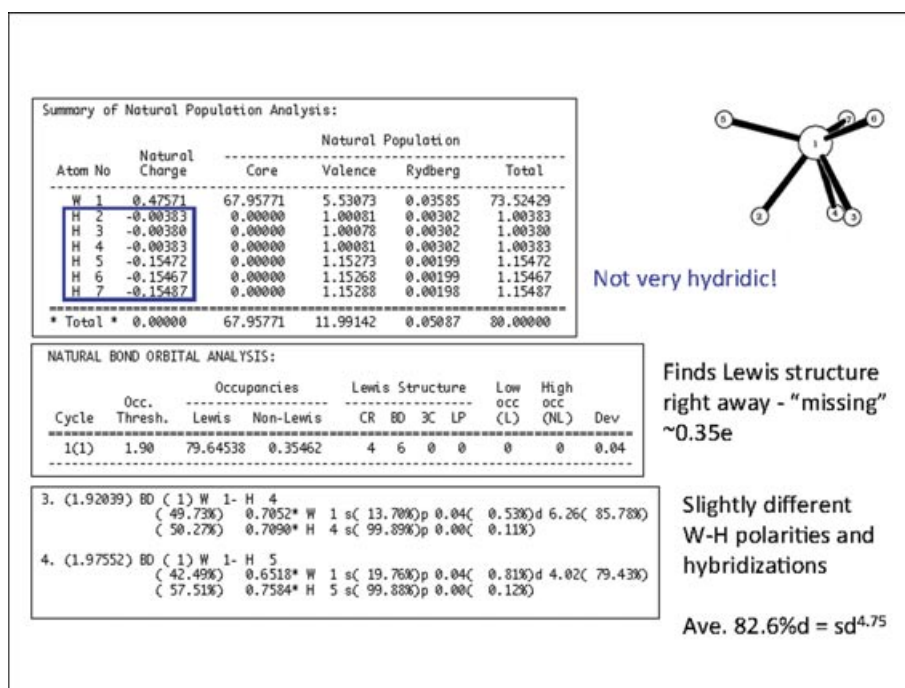 Summary of Natural Population Analysis:
Natural Population
Natural
Atom No Charge Core Valence Rydberg Total
W 1 0.47571 67.95771 5.53073 0.03585 73.52429
H 2 -0.00383 0.00000 1.00081 0.00302 1.00383
H 3 -0.00380 0.00000 1.00078 0.00302 1.00380
H 4 -0.00383 0.00000 1.00081 0.00302 1.00383
H 5 -0.15472 0.00000 1.15273 0.00199 1.15472
H 6 -0.15467 0.00000 1.15268 0.00199 1.15467
H 7 -0.15487 0.00000 1.15288 0.00198 1.15487
* Total * 0.00000 67.95771 11.99142 0.05087 80.00000
5 7 6
1
2 4 3
Not very hydridic!
NATURAL BOND ORBITAL ANALYSIS:
Occupancies Lewis Structure Low High
Occ. occ occ
Cycle Thresh. Lewis Non-Lewis CR BD 3C LP (L) (NL) Dev
1(1) 1.90 79.64538 0.35462 4 6 0 0 0 0 0.04
Finds Lewis structure
right away - “missing”
~0.35e
3. (1.92039) BD ( 1) W 1- H 4
( 49.73%) 0.7052* W 1 s( 13.70%)p 0.04( 0.53%)d 6.26( 85.78%)
( 50.27%) 0.7090* H 4 s( 99.89%)p 0.00( 0.11%)
4. (1.97552) BD ( 1) W 1- H 5
( 42.49%) 0.6518* W 1 s( 19.76%)p 0.04( 0.81%)d 4.02( 79.43%)
( 57.51%) 0.7584* H 5 s( 99.88%)p 0.00( 0.12%)
Slightly different
W-H polarities and
hybridizations
Ave. 82.6%d = sd4.75